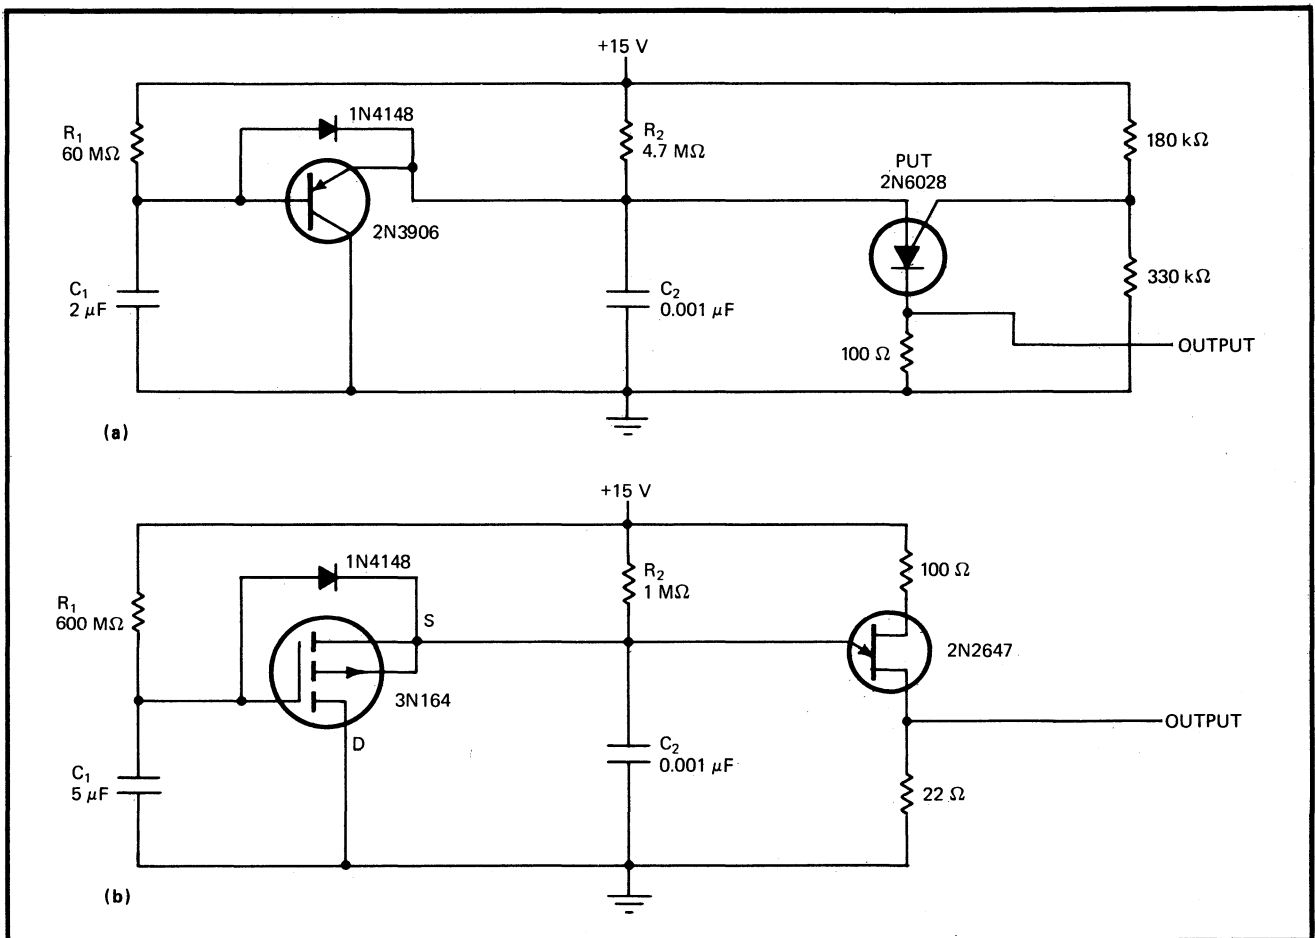 +15 V
1N4148
R₁
60 MΩ
R₂
4.7 MΩ
180 kΩ
PUT
2N6028
2N3906
C₁
2 μF
C₂
0.001 μF
330 kΩ
100 Ω
OUTPUT
(a)
+15 V
1N4148
R₂
1 MΩ
100 Ω
R₁
600 MΩ
S
2N2647
3N164
OUTPUT
D
C₂
0.001 μF
C₁
5 μF
22 Ω
(b)